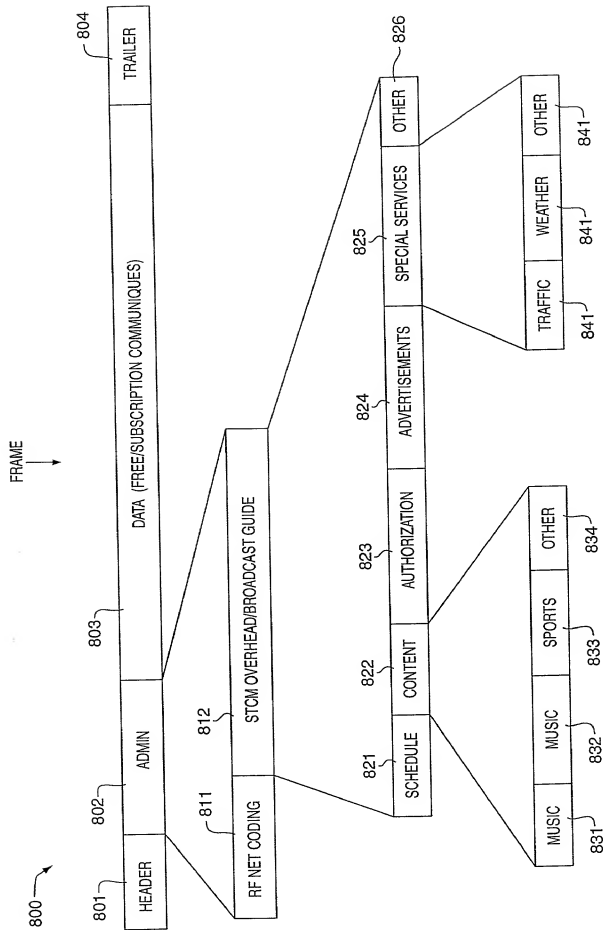 FRAME
800
801
802
803
804
HEADER
ADMIN
DATA (FREE/SUBSCRIPTION COMMUNIQUES)
TRAILER
811
812
RF NET CODING
STCM OVERHEAD/BROADCAST GUIDE
821
822
823
824
825
826
SCHEDULE
CONTENT
AUTHORIZATION
ADVERTISEMENTS
SPECIAL SERVICES
OTHER
MUSIC
MUSIC
SPORTS
OTHER
831
832
833
834
TRAFFIC
WEATHER
OTHER
841
841
841